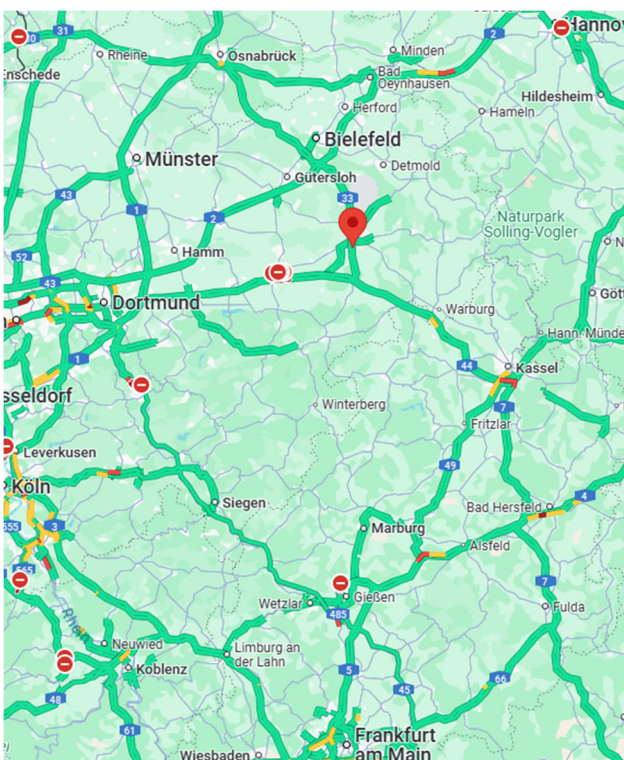 31
30
Rheine
Osnabrück
Minden
2
Hannov
Enschede
Bad
Oeynhausen
Hildesheim
Herford
Hameln
Bielefeld
Münster
Detmold
Gütersloh
43
33
1
2
Naturpark
Solling-Vogler
52
Hamm
43
Gött
Dortmund
Warburg
Hann. Münde
1
44
Kassel
sseldorf
Winterberg
7
Fritzlar
Leverkusen
49
Köln
Siegen
Bad Hersfeld
4
555
3
Marburg
Alsfeld
565
7
Wetzlar
Gießen
Fulda
485
Rhein
Neuwied
Limburg an
der Lahn
Koblenz
5
66
48
45
61
Frankfurt
am Main
Wiesbaden